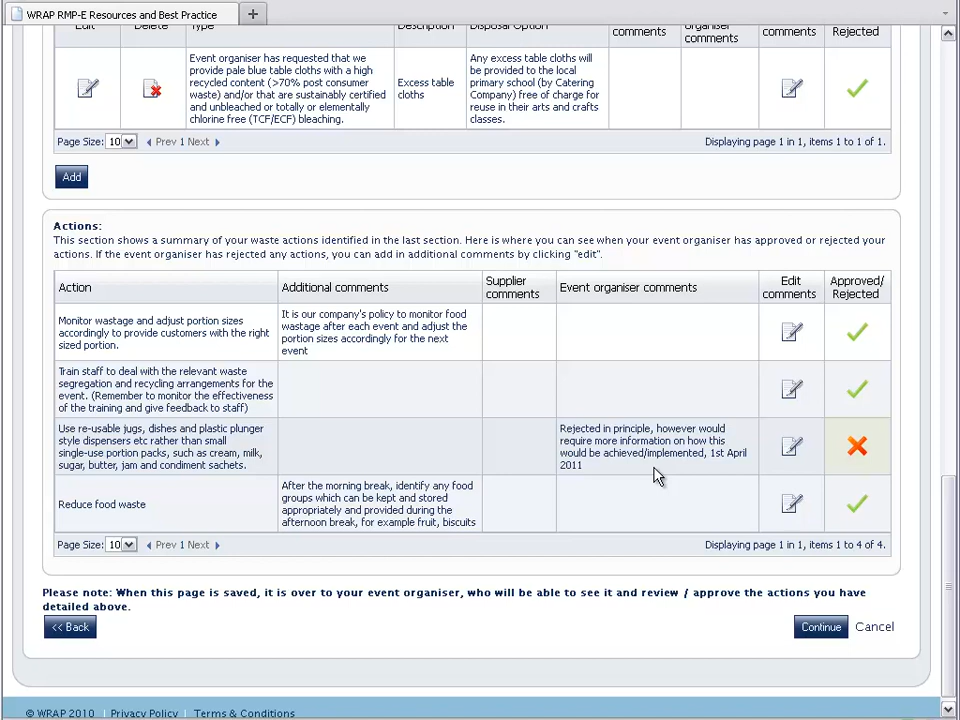 WRAP RMP-E Resources and Best Practice
Edit Delete Type Description Disposal Option comments organiser comments comments Rejected
Event organiser has requested that we
provide pale blue table cloths with a high
recycled content (>70% post consumer
waste) and/or that are sustainably certified
and unbleached or totally or elementally
chlorine free (TCF/ECF) bleaching).
Excess table
cloths
Any excess table cloths will
be provided to the local
primary school (by Catering
Company) free of charge for
reuse in their arts and crafts
classes.
Page Size: 10 Prev 1 Next Displaying page 1 in 1, items 1 to 1 of 1.
Add
Actions:
This section shows a summary of your waste actions identified in the last section. Here is where you can see when your event organiser has approved or rejected your
actions. If the event organiser has rejected any actions, you can add in additional comments by clicking "edit".
Action
Additional comments
Supplier
comments
Event organiser comments
Edit
comments
Approved/
Rejected
Monitor wastage and adjust portion sizes
accordingly to provide customers with the right
sized portion.
It is our company's policy to monitor food
wastage after each event and adjust the
portion sizes accordingly for the next
event
Train staff to deal with the relevant waste
segregation and recycling arrangements for the
event. (Remember to monitor the effectiveness
of the training and give feedback to staff)
Use re-usable jugs, dishes and plastic plunger
style dispensers etc rather than small
single-use portion packs, such as cream, milk,
sugar, butter, jam and condiment sachets.
Rejected in principle, however would
require more information on how this
would be achieved/implemented, 1st April
2011
Reduce food waste
After the morning break, identify any food
groups which can be kept and stored
appropriately and provided during the
afternoon break, for example fruit, biscuits
Page Size: 10 Prev 1 Next Displaying page 1 in 1, items 1 to 4 of 4.
Please note: When this page is saved, it is over to your event organiser, who will be able to see it and review / approve the actions you have
detailed above.
<< Back Continue Cancel
© WRAP 2010 | Privacy Policy | Terms & Conditions